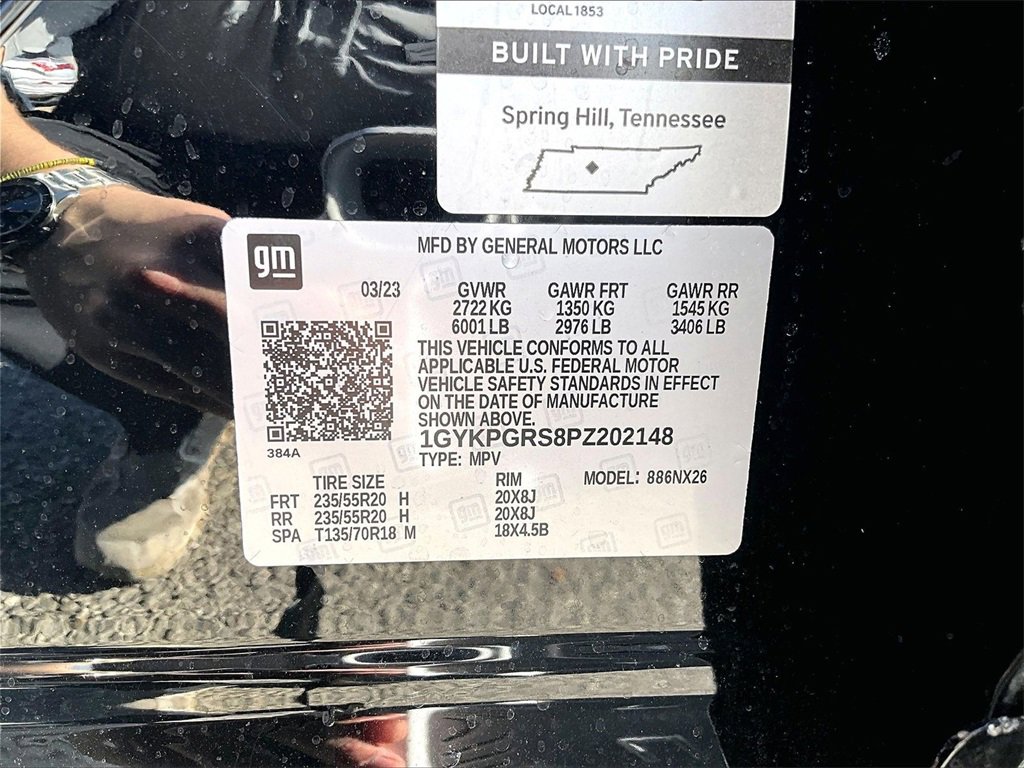 LOCAL 1853
BUILT WITH PRIDE
Spring Hill, Tennessee
gm
MFD BY GENERAL MOTORS LLC
03/23 GVWR GAWR FRT GAWR RR
2722 KG 1350 KG 1545 KG
6001 LB 2976 LB 3406 LB
THIS VEHICLE CONFORMS TO ALL
APPLICABLE U.S. FEDERAL MOTOR
VEHICLE SAFETY STANDARDS IN EFFECT
ON THE DATE OF MANUFACTURE
SHOWN ABOVE.
1GYKPGRS8PZ202148
384A
TYPE: MPV
TIRE SIZE RIM MODEL: 886NX26
FRT 235/55R20 H 20X8J
RR 235/55R20 H 20X8J
SPA T135/70R18 M 18X4.5B